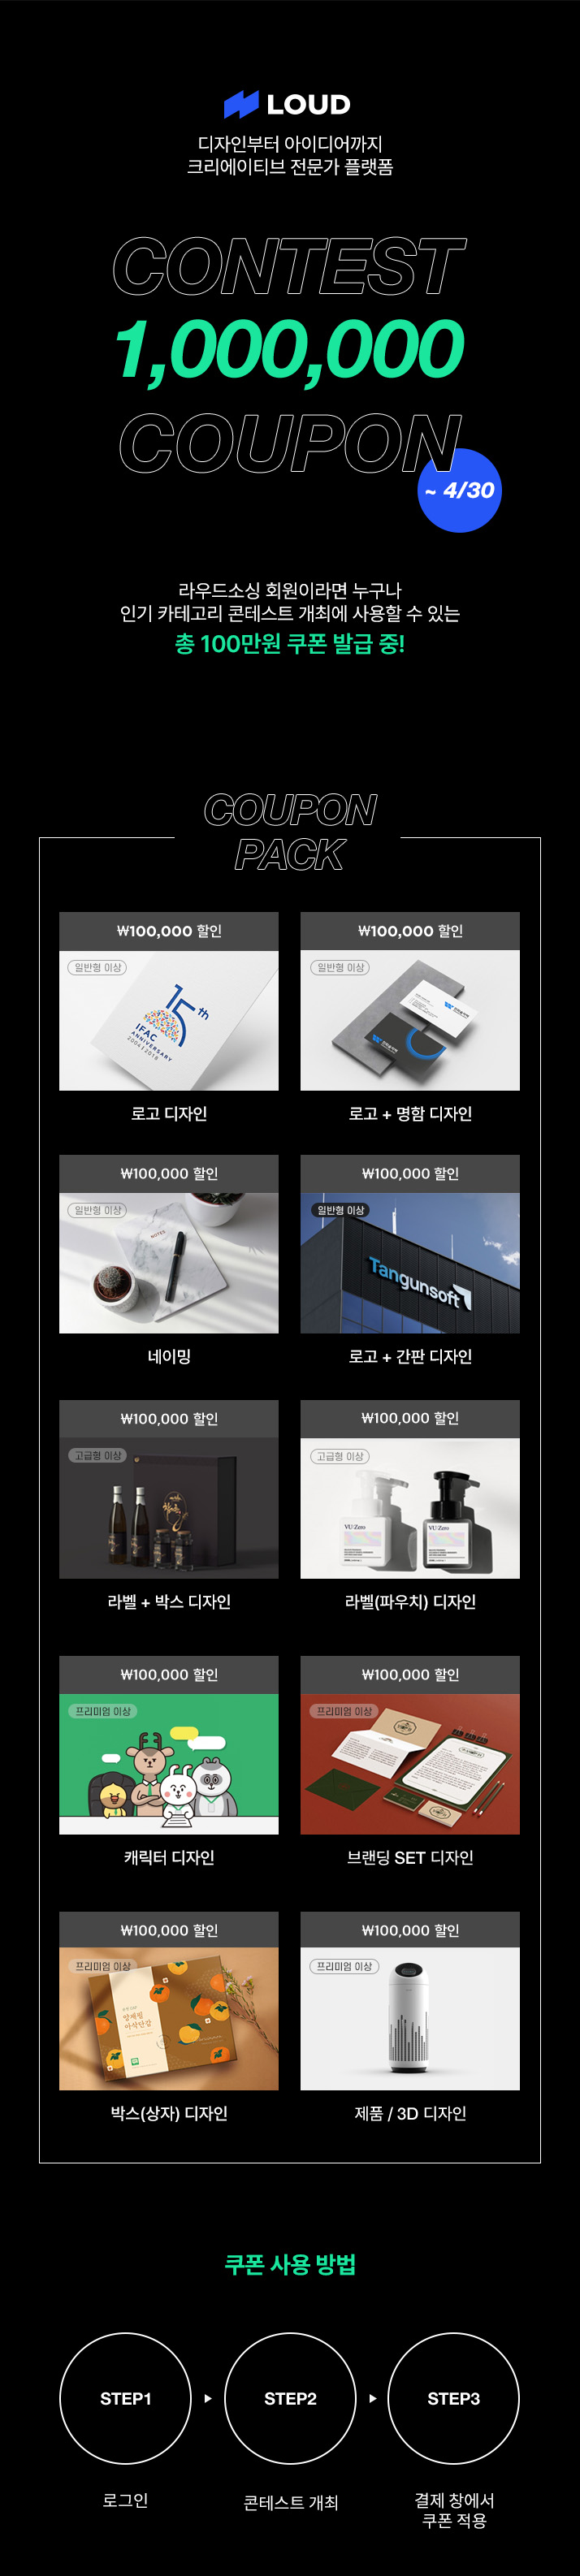 LOUD
디자인부터 아이디어까지
크리에이티브 전문가 플랫폼
CONTEST
1,000,000
COUPON
~ 4/30
라우드소싱 회원이라면 누구나
인기 카테고리 콘테스트 개최에 사용할 수 있는
총 100만원 쿠폰 발급 중!
COUPON
PACK
₩100,000 할인
일반형 이상
15th
IFAC
ANNIVERSARY
2004 | 2019
로고 디자인
₩100,000 할인
일반형 이상
로고 + 명함 디자인
₩100,000 할인
일반형 이상
NOTES
네이밍
₩100,000 할인
일반형 이상
Tangunsoft
로고 + 간판 디자인
₩100,000 할인
고급형 이상
라벨 + 박스 디자인
₩100,000 할인
고급형 이상
VU Zero
VU Zero
라벨(파우치) 디자인
₩100,000 할인
프리미엄 이상
캐릭터 디자인
₩100,000 할인
프리미엄 이상
브랜딩 SET 디자인
₩100,000 할인
프리미엄 이상
박스(상자) 디자인
₩100,000 할인
프리미엄 이상
제품 / 3D 디자인
쿠폰 사용 방법
STEP1
STEP2
STEP3
로그인
콘테스트 개최
결제 창에서
쿠폰 적용